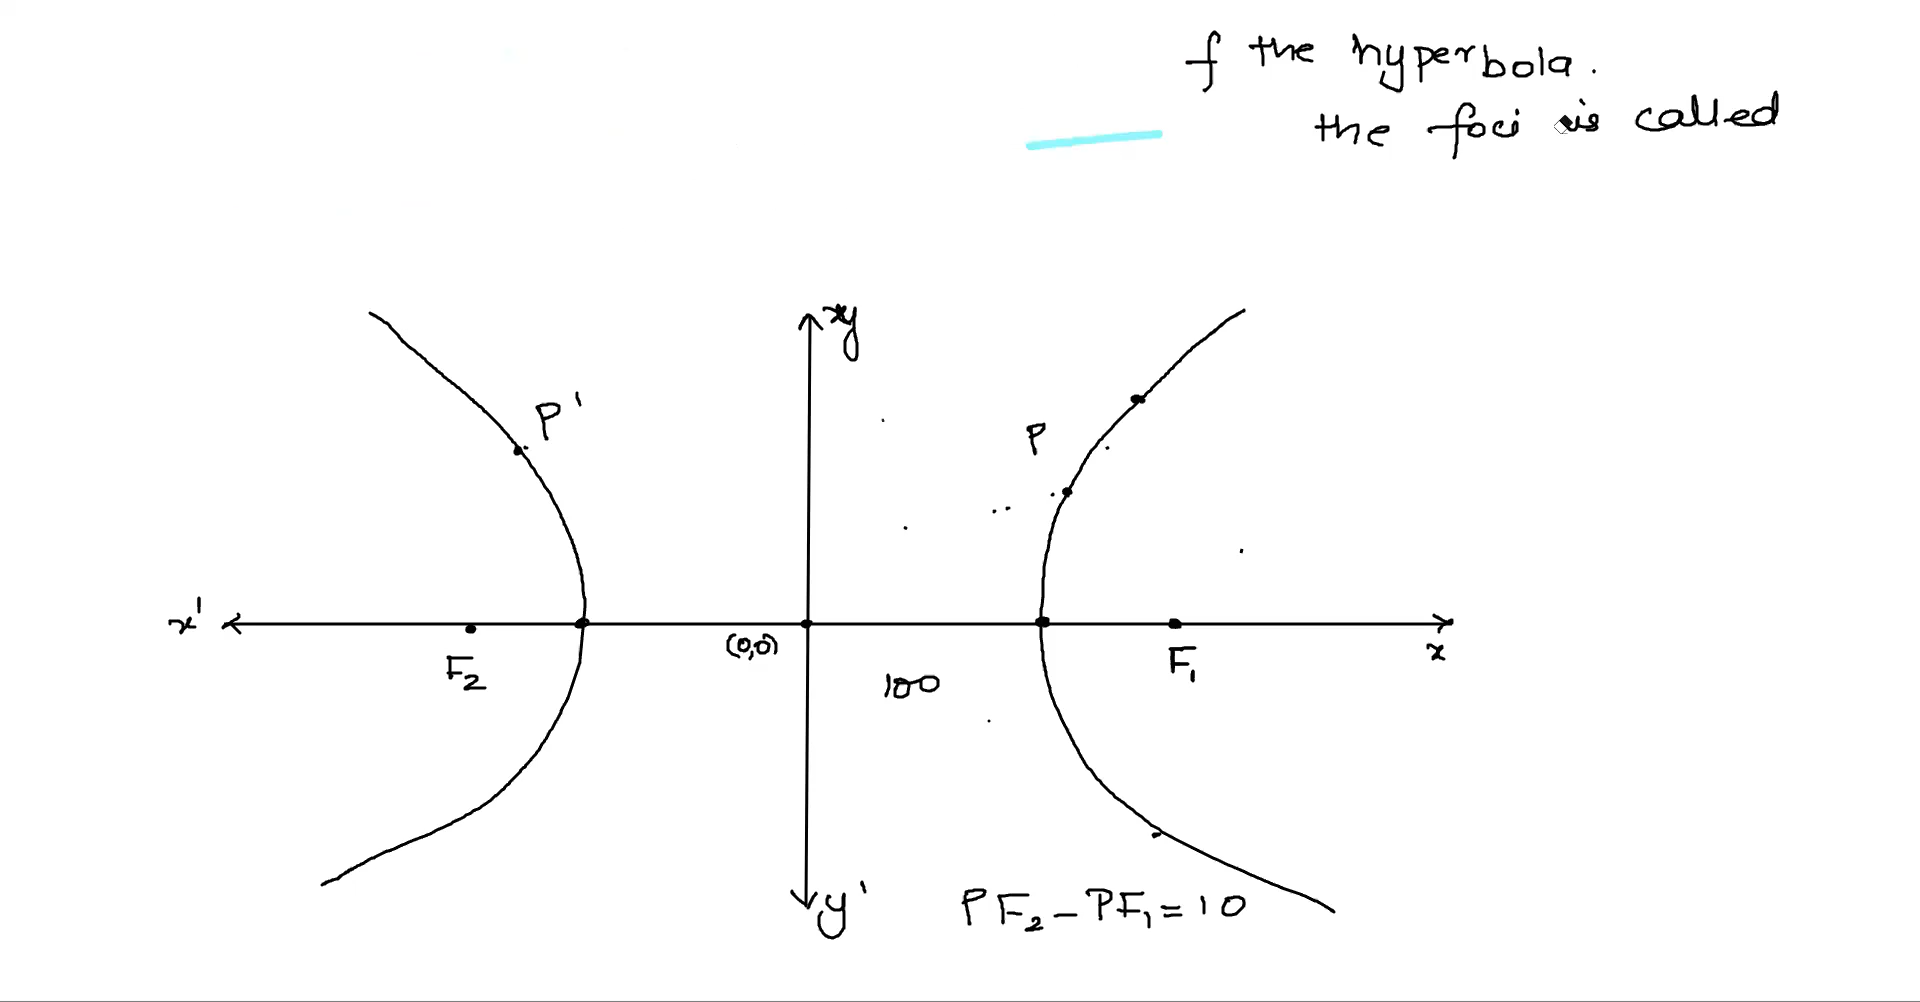 f the hyperbola.
the foci is called
y
P'
P
x'
(0,0)
x
F₂
F₁
100
y'
PF₂-PF₁=10